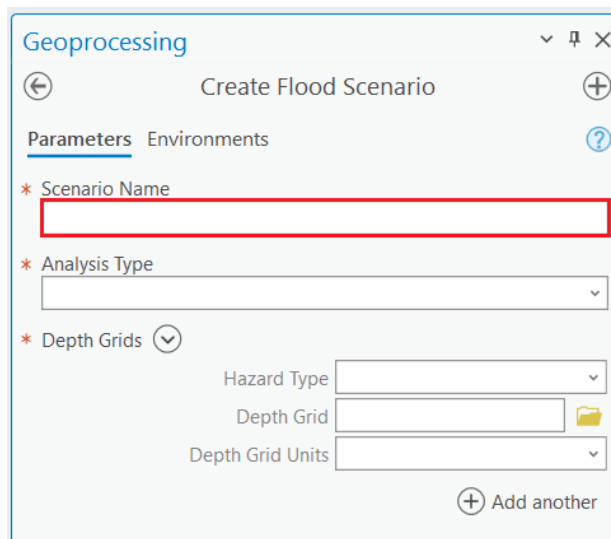 Geoprocessing
Create Flood Scenario
Parameters Environments
* Scenario Name
* Analysis Type
* Depth Grids
Hazard Type
Depth Grid
Depth Grid Units
Add another